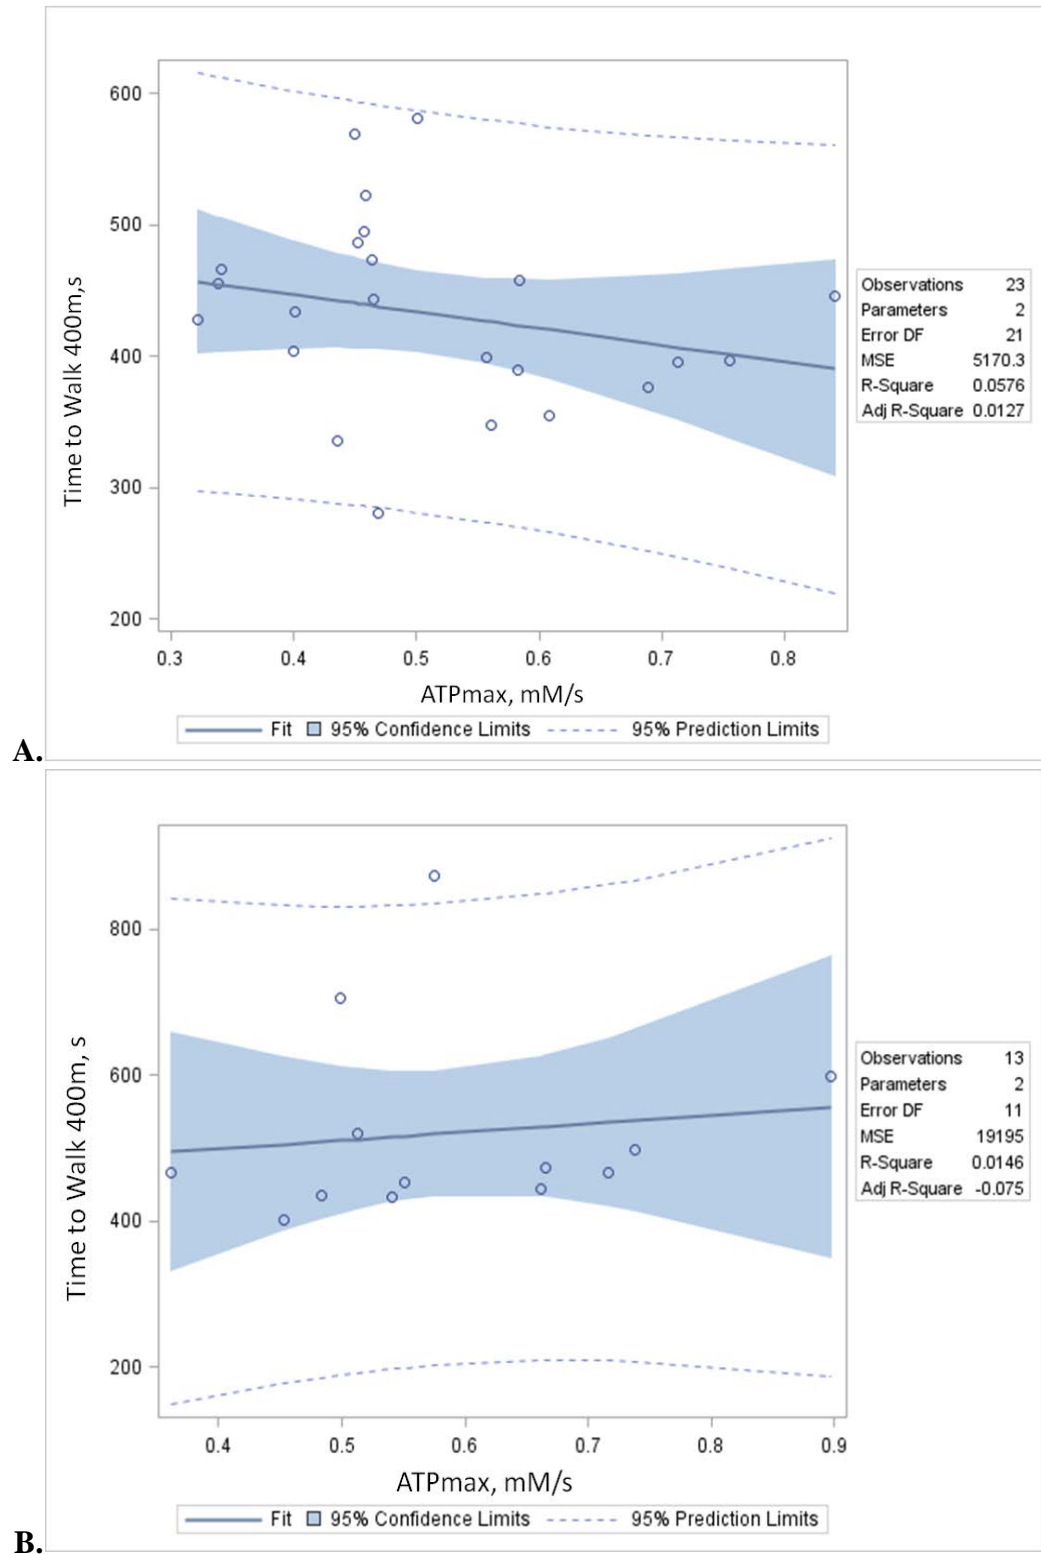 600
500
400
300
200
Time to Walk 400m,s
0.3 0.4 0.5 0.6 0.7 0.8
ATPmax, mM/s
Fit 95% Confidence Limits 95% Prediction Limits
Observations 23
Parameters 2
Error DF 21
MSE 5170.3
R-Square 0.0576
Adj R-Square 0.0127
A.
800
600
400
200
Time to Walk 400m, s
0.4 0.5 0.6 0.7 0.8 0.9
ATPmax, mM/s
Fit 95% Confidence Limits 95% Prediction Limits
Observations 13
Parameters 2
Error DF 11
MSE 19195
R-Square 0.0146
Adj R-Square -0.075
B.